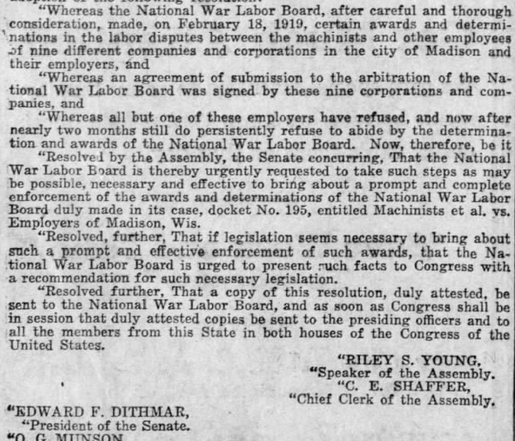 "Whereas the National War Labor Board, after careful and thorough
consideration, made, on February 18, 1919, certain awards and determi-
nations in the labor disputes between the machinists and other employees
of nine different companies and corporations in the city of Madison and
their employers, and
"Whereas an agreement of submission to the arbitration of the Na-
tional War Labor Board was signed by these nine corporations and com-
panies, and
"Whereas all but one of these employers have refused, and now after
nearly two months still do persistently refuse to abide by the determina-
tion and awards of the National War Labor Board. Now, therefore, be it
"Resolved by the Assembly, the Senate concurring, That the National
War Labor Board is thereby urgently requested to take such steps as may
be possible, necessary and effective to bring about a prompt and complete
enforcement of the awards and determinations of the National War Labor
Board duly made in its case, docket No. 195, entitled Machinists et al. vs.
Employers of Madison, Wis.
"Resolved, further, That if legislation seems necessary to bring about
such a prompt and effective enforcement of such awards, that the Na-
tional War Labor Board is urged to present such facts to Congress with
a recommendation for such necessary legislation.
"Resolved further, That a copy of this resolution, duly attested, be
sent to the National War Labor Board, and as soon as Congress shall be
in session that duly attested copies be sent to the presiding officers and to
all the members from this State in both houses of the Congress of the
United States.
"RILEY S. YOUNG,
"Speaker of the Assembly.
"C. E. SHAFFER,
"Chief Clerk of the Assembly.
"EDWARD F. DITHMAR,
"President of the Senate.
"O. G. MUNSON,